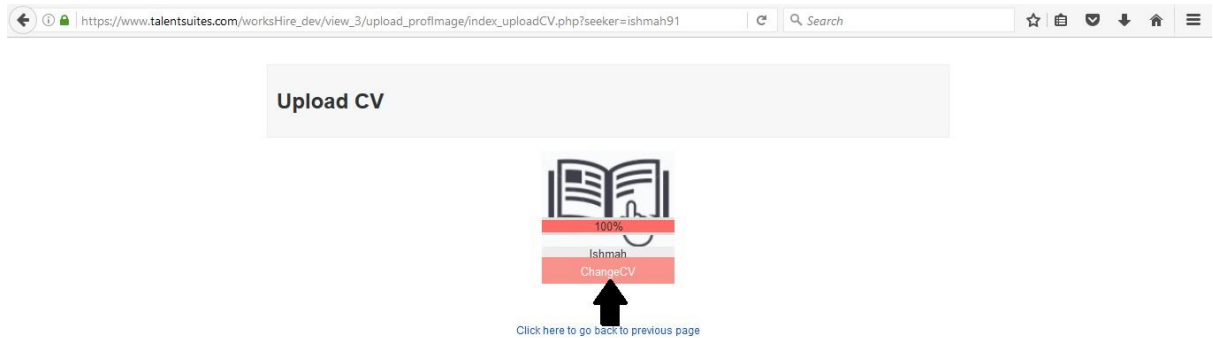 https://www.talentsuites.com/worksHire_dev/view_3/upload_profImage/index_uploadCV.php?seeker=ishmah91
Search
Upload CV
100%
Ishmah
ChangeCV
Click here to go back to previous page